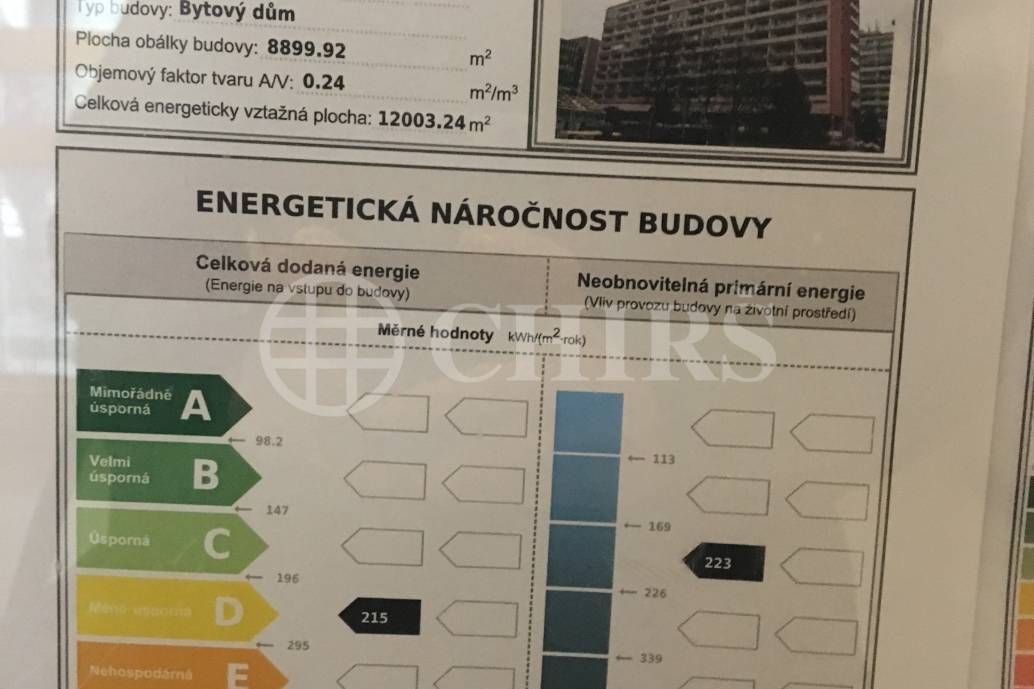 Typ budovy: Bytový dům
Plocha obálky budovy: 8899.92 m²
Objemový faktor tvaru A/V: 0.24 m²/m³
Celková energeticky vztažná plocha: 12003.24 m²
ENERGETICKÁ NÁROČNOST BUDOVY
Celková dodaná energie
(Energie na vstupu do budovy)
Neobnovitelná primární energie
(Vliv provozu budovy na životní prostředí)
Měrné hodnoty kWh/(m²·rok)
CHIRS
Mimořádně
úsporná A
98.2
113
Velmi
úsporná B
147
169
Úsporná C
223
196
226
Méně úsporná D
215
295
339
Nehospodárná E